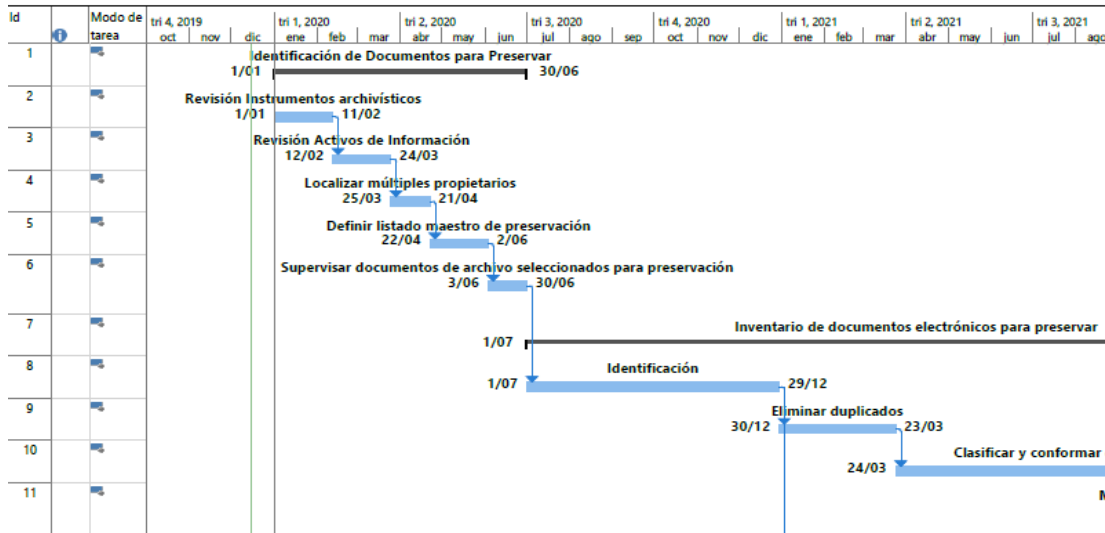 Id Modo de tarea tri 4, 2019 tri 1, 2020 tri 2, 2020 tri 3, 2020 tri 4, 2020 tri 1, 2021 tri 2, 2021 tri 3, 2021
oct nov dic ene feb mar abr may jun jul ago sep oct nov dic ene feb mar abr may jun jul ago
1 Identificación de Documentos para Preservar
1/01 30/06
2 Revisión Instrumentos archivísticos
1/01 11/02
3 Revisión Activos de Información
12/02 24/03
4 Localizar múltiples propietarios
25/03 21/04
5 Definir listado maestro de preservación
22/04 2/06
6 Supervisar documentos de archivo seleccionados para preservación
3/06 30/06
7 Inventario de documentos electrónicos para preservar
1/07
8 Identificación
1/07 29/12
9 Eliminar duplicados
30/12 23/03
10 Clasificar y conformar
24/03
11